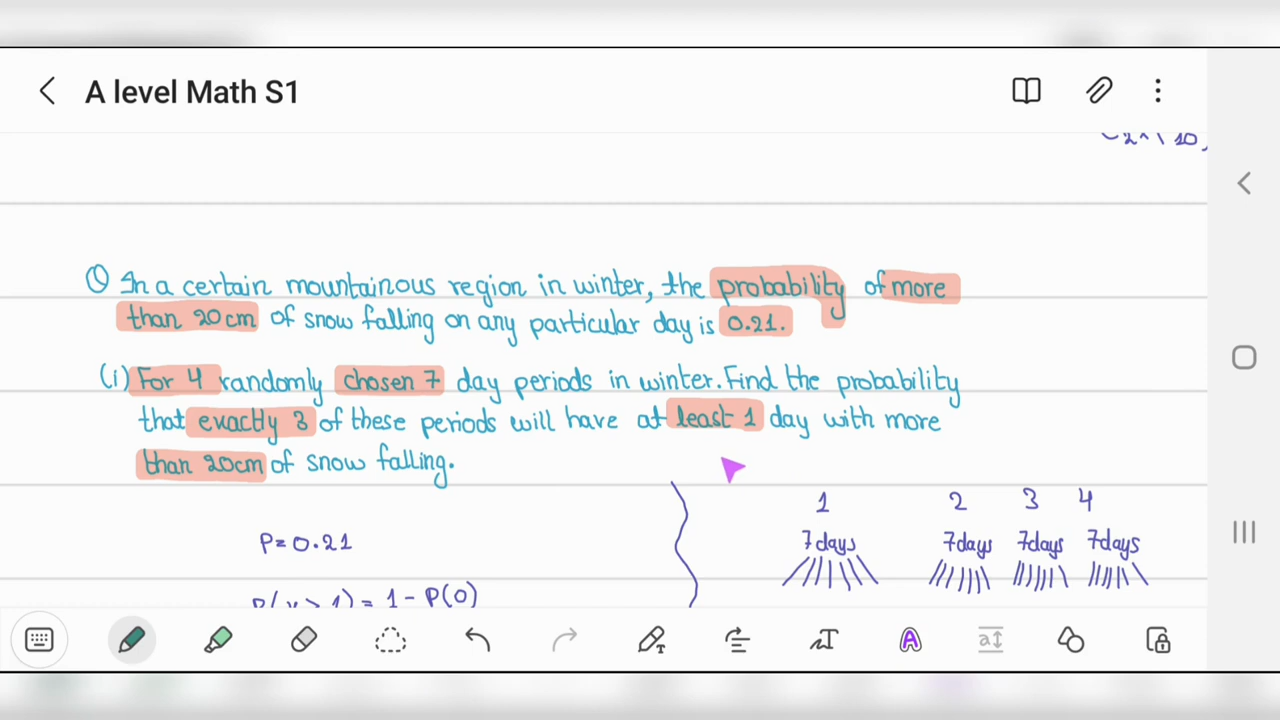 A level Math S1
① In a certain mountainous region in winter, the probability of more
than 20cm of snow falling on any particular day is 0.21.
(i) For 4 randomly chosen 7 day periods in winter. Find the probability
that exactly 3 of these periods will have at least 1 day with more
than 20cm of snow falling.
1 2 3 4
P=0.21 7days 7days 7days 7days
= 1 - P(0)